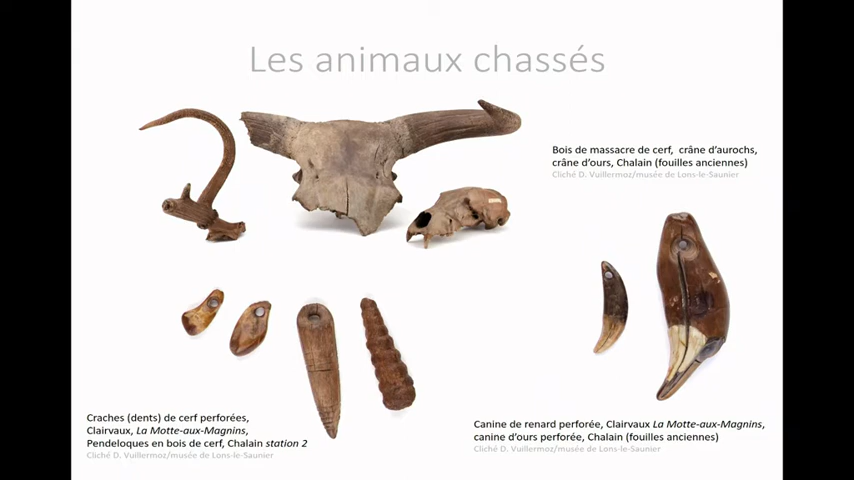 Les animaux chassés
Bois de massacre de cerf, crâne d'aurochs,
crâne d'ours, Chalain (fouilles anciennes)
Cliché D. Vuillermoz/musée de Lons-le-Saunier
Craches (dents) de cerf perforées,
Clairvaux, La Motte-aux-Magnins,
Pendeloques en bois de cerf, Chalain station 2
Cliché D. Vuillermoz/musée de Lons-le-Saunier
Canine de renard perforée, Clairvaux La Motte-aux-Magnins,
canine d'ours perforée, Chalain (fouilles anciennes)
Cliché D. Vuillermoz/musée de Lons-le-Saunier